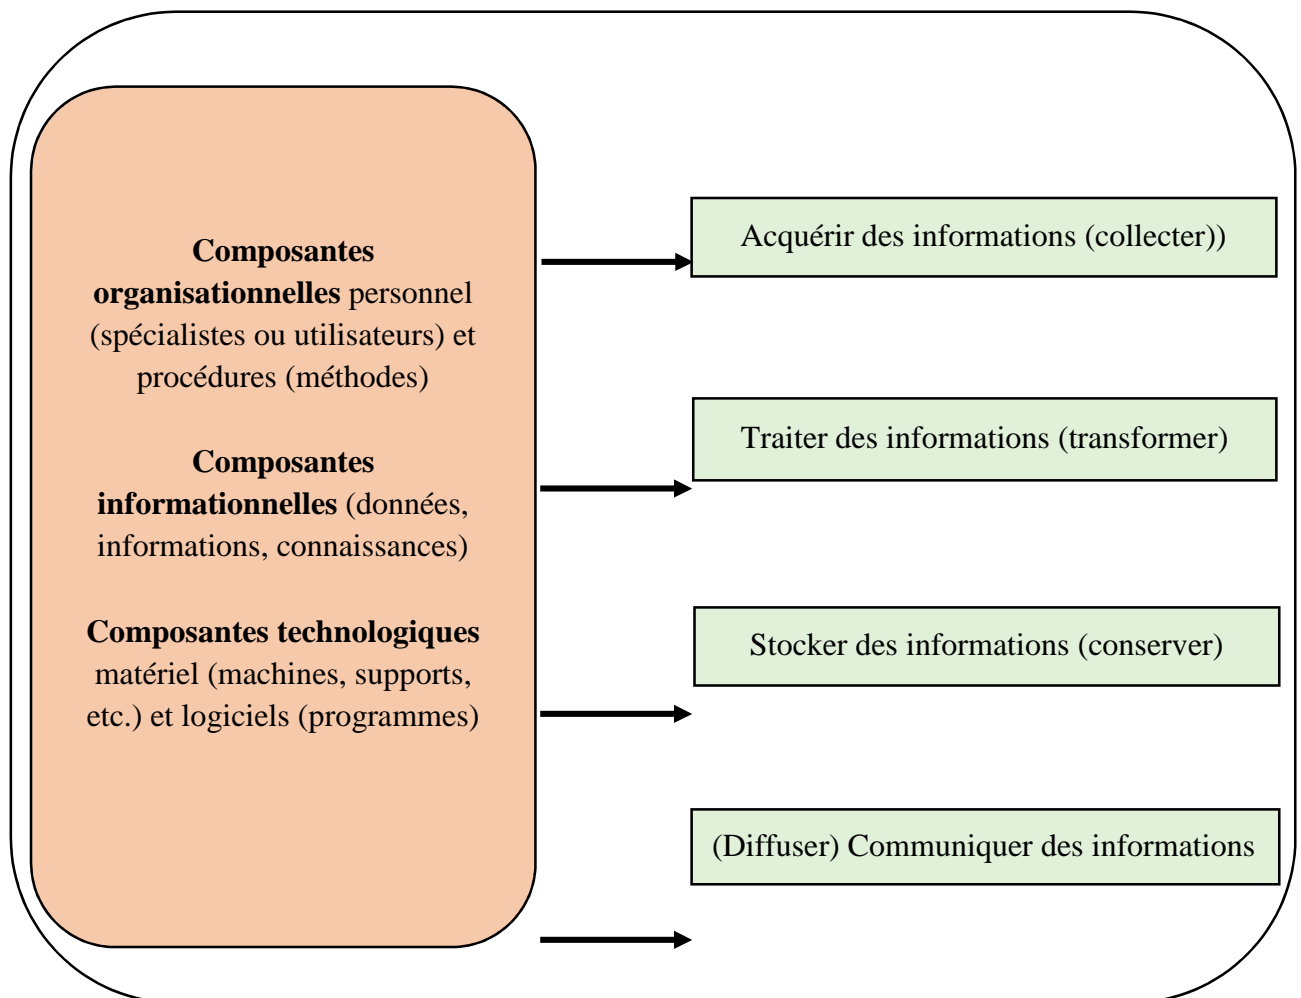 Composantes
organisationnelles personnel
(spécialistes ou utilisateurs) et
procédures (méthodes)
Composantes
informationnelles (données,
informations, connaissances)
Composantes technologiques
matériel (machines, supports,
etc.) et logiciels (programmes)
Acquérir des informations (collecter))
Traiter des informations (transformer)
Stocker des informations (conserver)
(Diffuser) Communiquer des informations